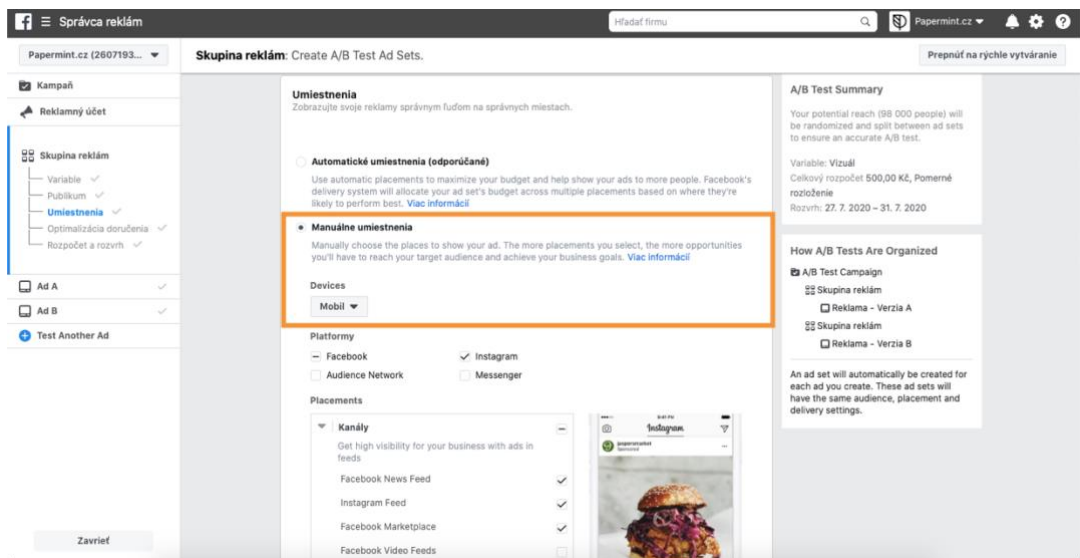 Správca reklám
Hľadať firmu
Papermint.cz
Papermint.cz (2607193...
Skupina reklám: Create A/B Test Ad Sets.
Prepnúť na rýchle vytváranie
Kampaň
Reklamný účet
Skupina reklám
Variable
Publikum
Umiestnenia
Optimalizácia doručenia
Rozpočet a rozvrh
Ad A
Ad B
Test Another Ad
Zavrieť
Umiestnenia
Zobrazujte svoje reklamy správnym ľuďom na správnych miestach.
Automatické umiestnenia (odporúčané)
Use automatic placements to maximize your budget and help show your ads to more people. Facebook's
delivery system will allocate your ad set's budget across multiple placements based on where they're
likely to perform best. Viac informácií
Manuálne umiestnenia
Manually choose the places to show your ad. The more placements you select, the more opportunities
you'll have to reach your target audience and achieve your business goals. Viac informácií
Devices
Mobil
Platformy
Facebook
Instagram
Audience Network
Messenger
Placements
Kanály
Get high visibility for your business with ads in
feeds
Facebook News Feed
Instagram Feed
Facebook Marketplace
Facebook Video Feeds
Instagram
Sponsored
A/B Test Summary
Your potential reach (98 000 people) will
be randomized and split between ad sets
to ensure an accurate A/B test.
Variable: Vizuál
Celkový rozpočet 500,00 Kč, Pomerné
rozloženie
Rozvrh: 27. 7. 2020 – 31. 7. 2020
How A/B Tests Are Organized
A/B Test Campaign
Skupina reklám
Reklama - Verzia A
Skupina reklám
Reklama - Verzia B
An ad set will automatically be created for
each ad you create. These ad sets will
have the same audience, placement and
delivery settings.